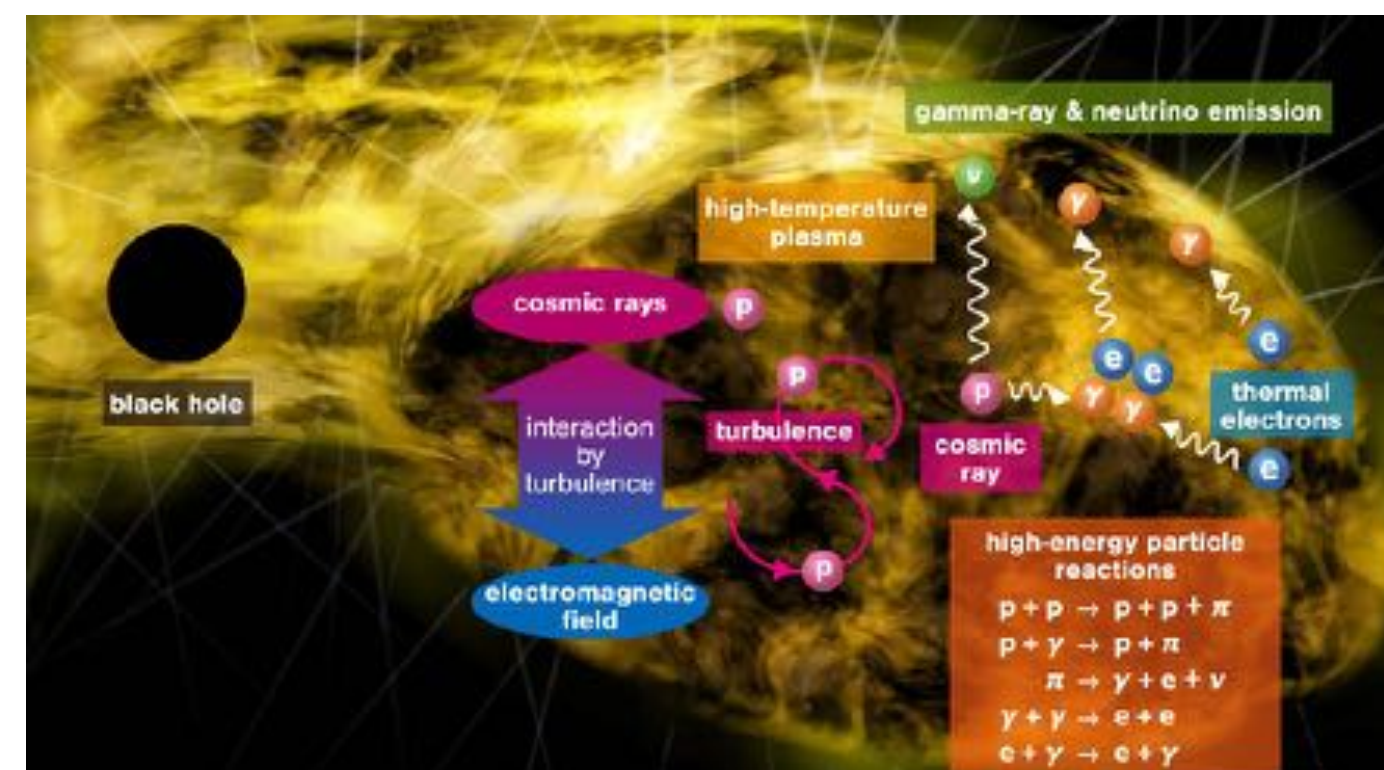 gamma-ray & neutrino emission
ν
γ
high-temperature
plasma
γ
cosmic rays
p
e
e
e
p
black hole
p
γ
γ
thermal
electrons
interaction
by
turbulence
turbulence
cosmic
ray
e
p
electromagnetic
field
high-energy particle
reactions
p + p → p + p + π
p + γ → p + π
π → γ + e + ν
γ + γ → e + e
e + γ → e + γ